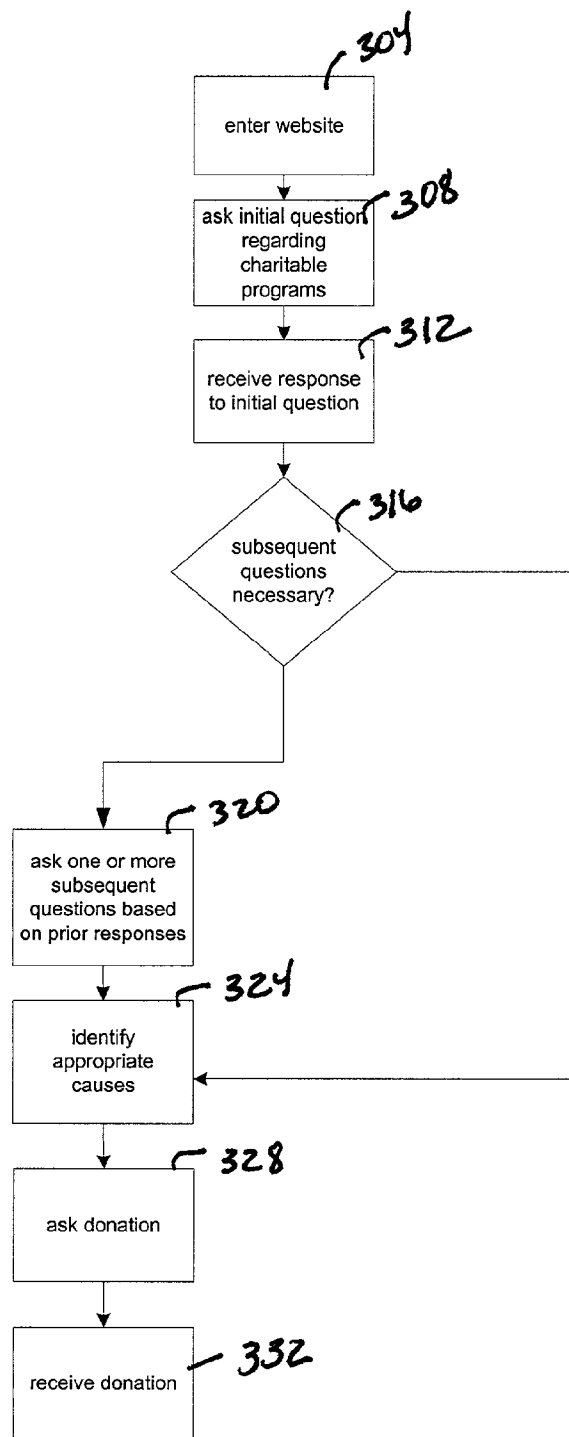 304
enter website
308
ask initial question
regarding
charitable
programs
312
receive response
to initial question
316
subsequent
questions
necessary?
320
ask one or more
subsequent
questions based
on prior responses
324
identify
appropriate
causes
328
ask donation
332
receive donation